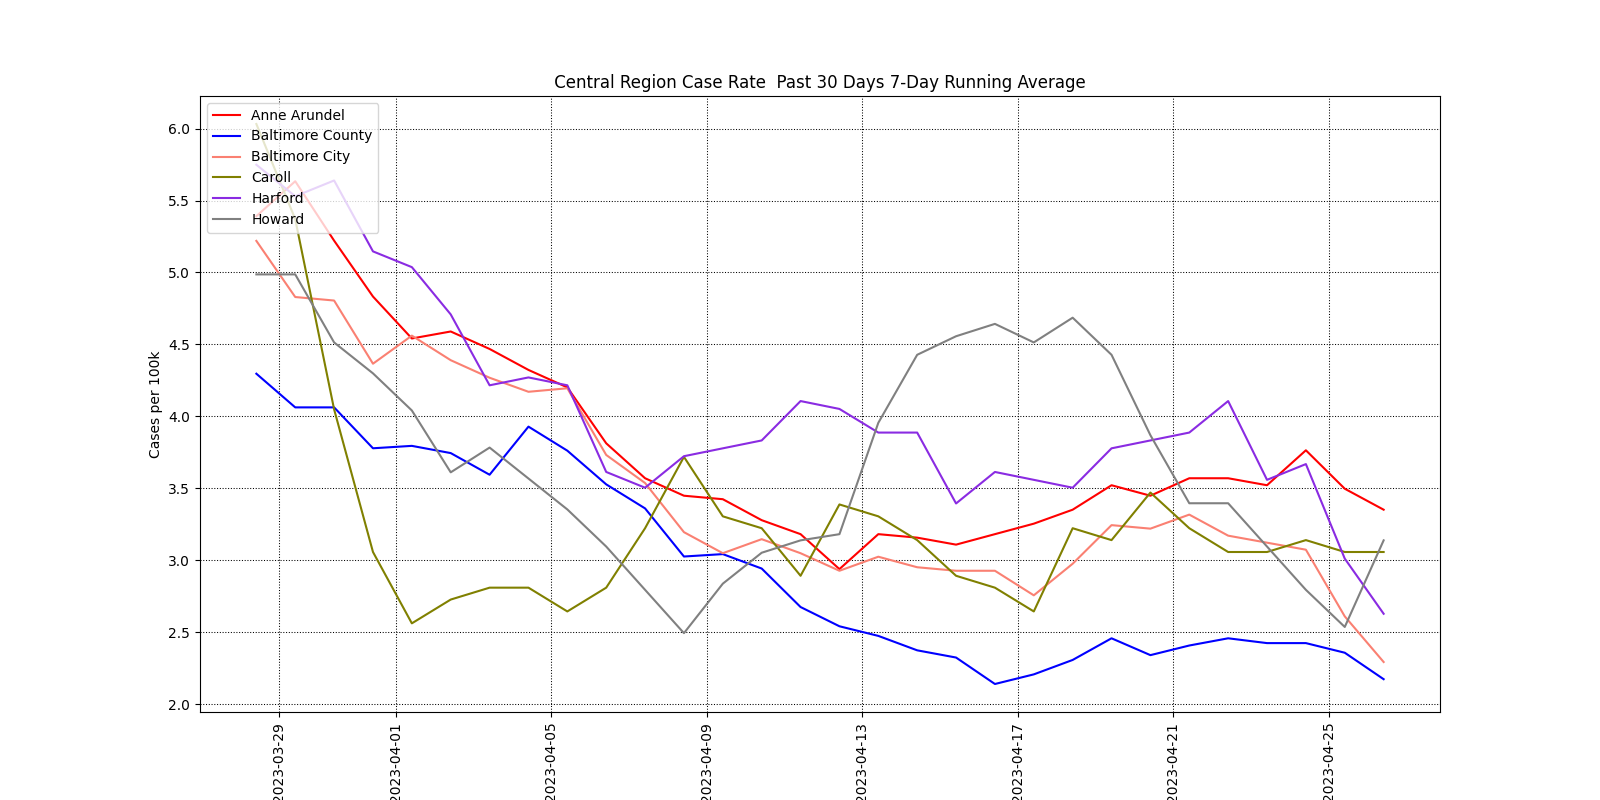 Central Region Case Rate  Past 30 Days 7-Day Running Average
Anne Arundel
Baltimore County
Baltimore City
Caroll
Harford
Howard
Cases per 100k
6.0
5.5
5.0
4.5
4.0
3.5
3.0
2.5
2.0
2023-03-29
2023-04-01
2023-04-05
2023-04-09
2023-04-13
2023-04-17
2023-04-21
2023-04-25